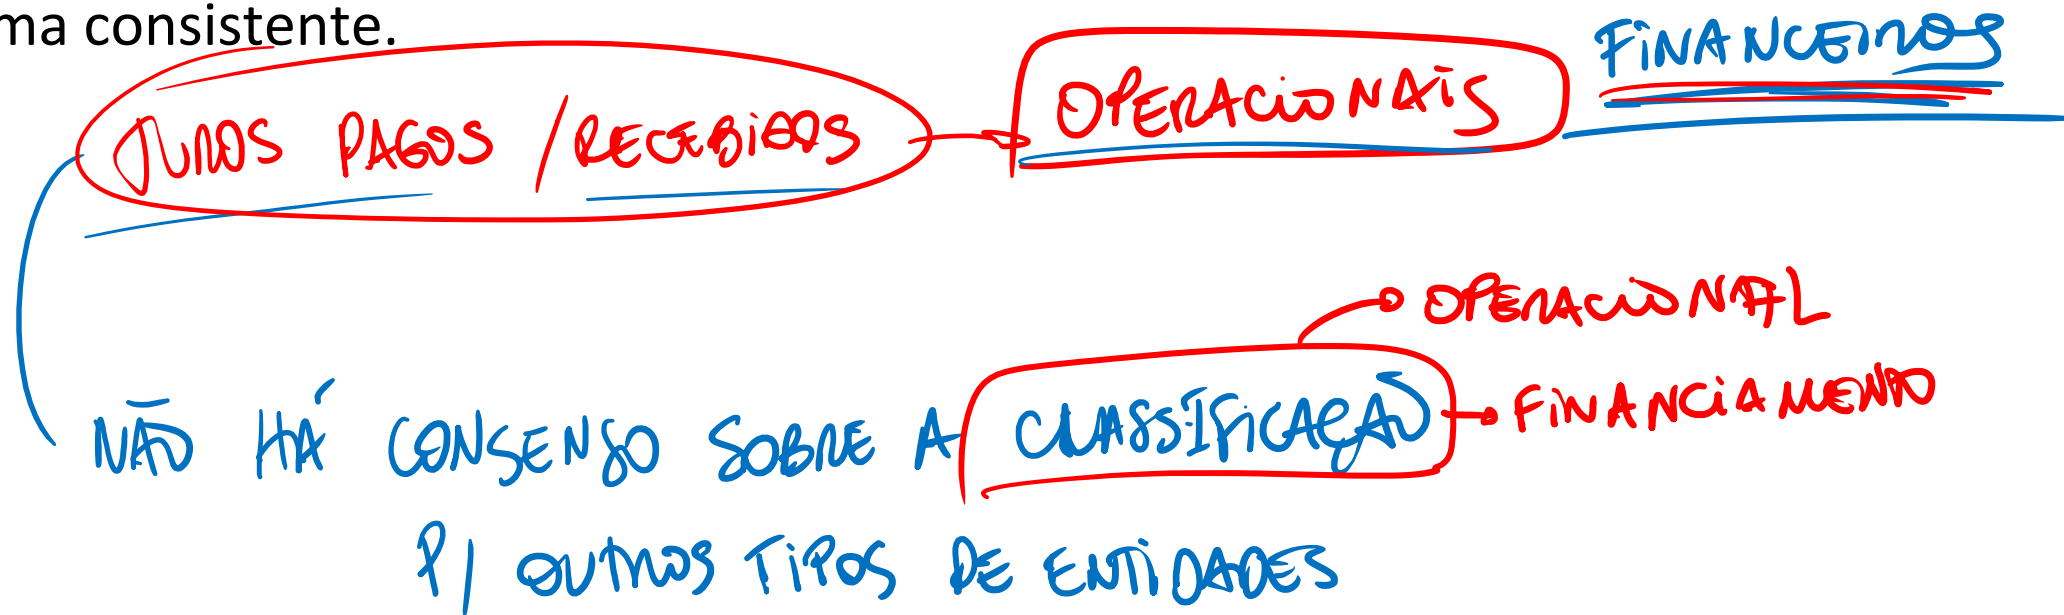 ma consistente.
FINANCEIROS
JUROS PAGOS / RECEBIDOS OPERACIONAIS
OPERACIONAL
NÃO HÁ CONSENSO SOBRE A CLASSIFICAÇÃO FINANCIAMENTO
P/ OUTROS TIPOS DE ENTIDADES